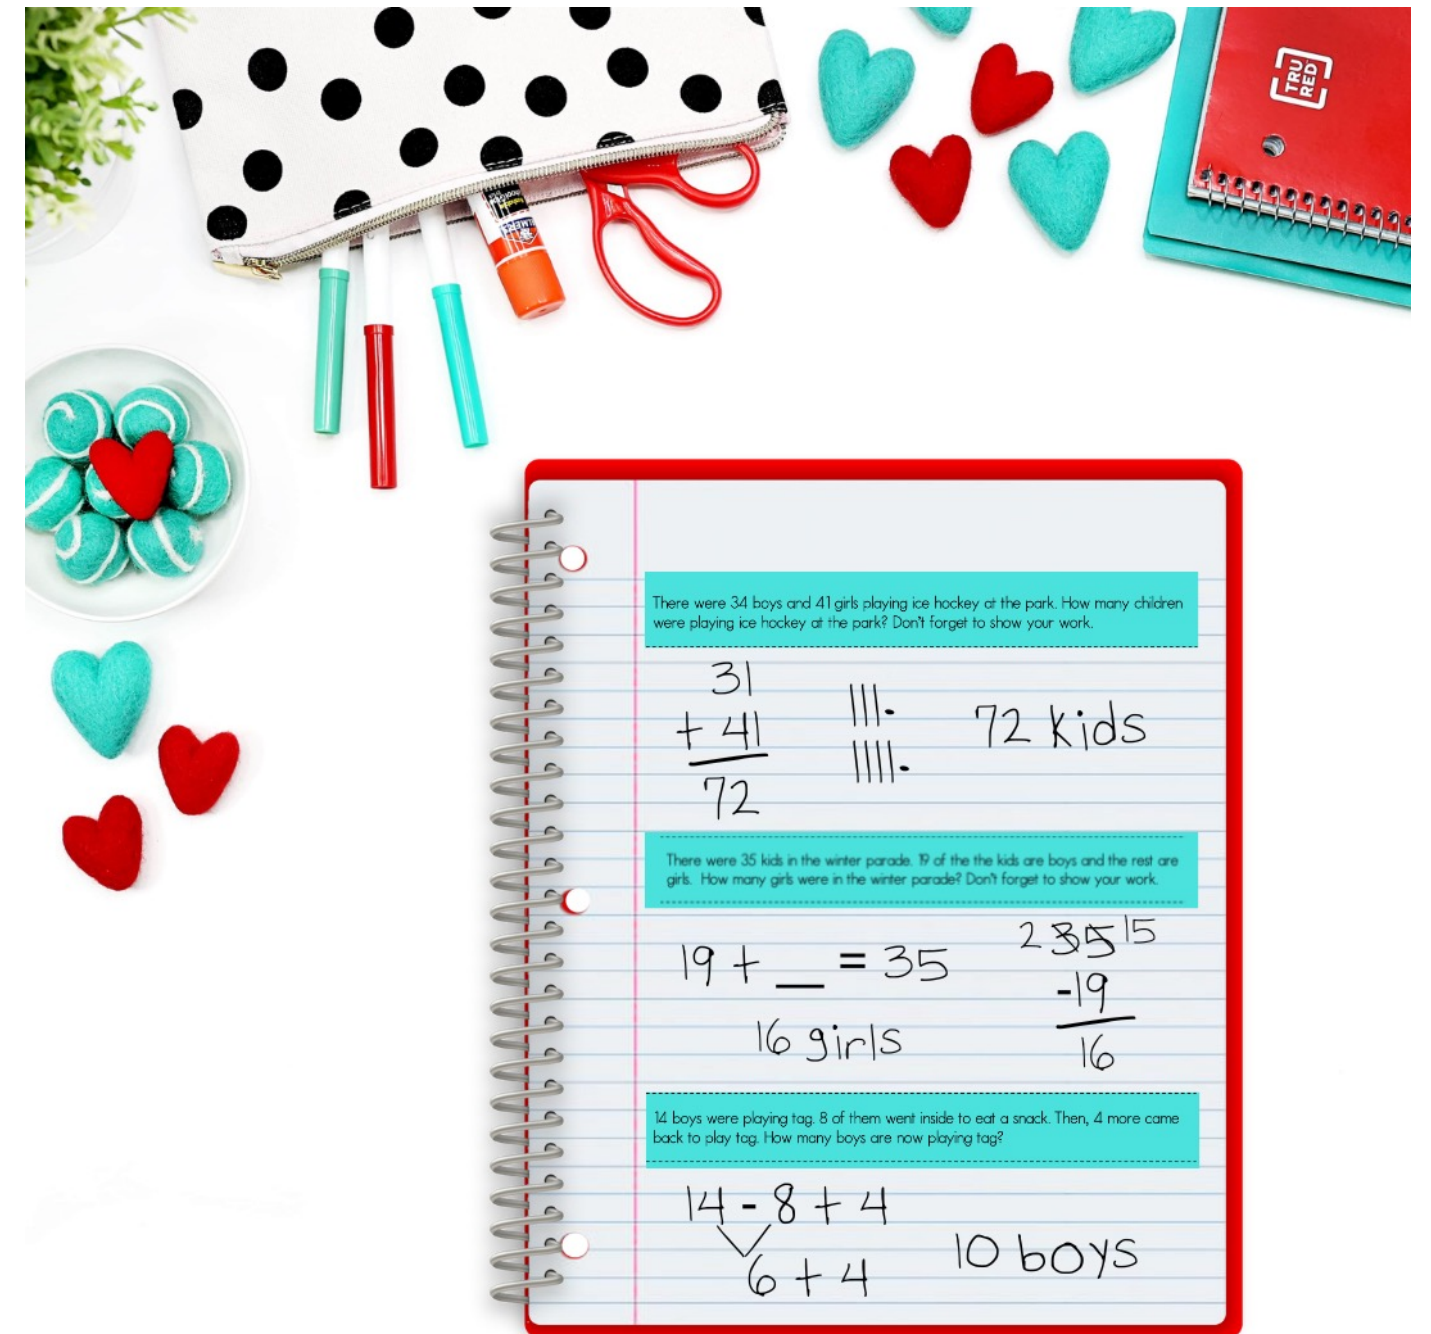 TRU
RED
ELMER'S
There were 34 boys and 41 girls playing ice hockey at the park. How many children
were playing ice hockey at the park? Don't forget to show your work.
31
+ 41
72
72 kids
There were 35 kids in the winter parade. 19 of the the kids are boys and the rest are
girls. How many girls were in the winter parade? Don't forget to show your work.
19 + __ = 35
16 girls
2 35 15
-19
16
14 boys were playing tag. 8 of them went inside to eat a snack. Then, 4 more came
back to play tag. How many boys are now playing tag?
14 - 8 + 4
6 + 4
10 boys